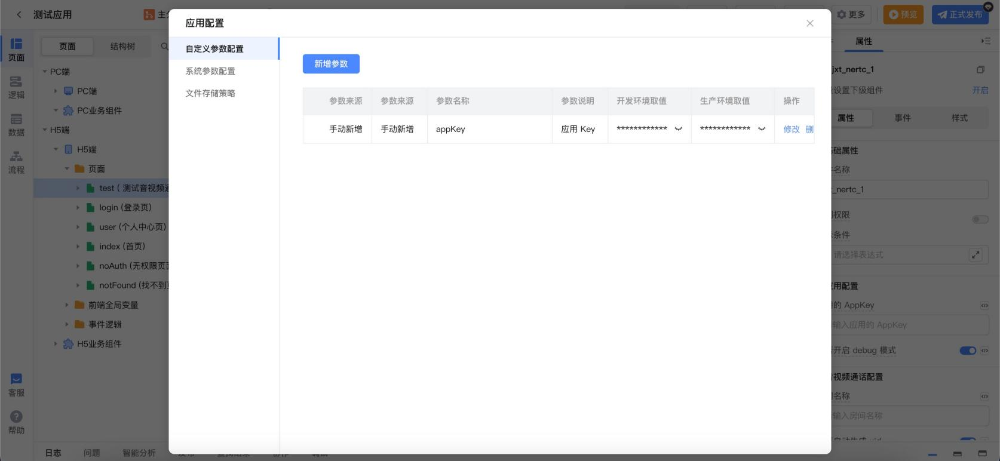 测试应用
应用配置
更多
预览
正式发布
页面
结构树
自定义参数配置
系统参数配置
文件存储策略
新增参数
参数来源 参数来源 参数名称 参数说明 开发环境取值 生产环境取值 操作
手动新增 手动新增 appKey 应用 Key ************ ************ 修改
页面
逻辑
数据
流程
客服
帮助
PC端
PC端
PC业务组件
H5端
H5端
页面
test ( 测试音视频
login (登录页)
user (个人中心页)
index (首页)
noAuth (无权限页
notFound (找不到
前端全局变量
事件逻辑
H5业务组件
属性
jxt_nertc_1
设置下级组件 开启
属性 事件 样式
础属性
名称
_nertc_1
权限
条件
请选择表达式
用配置
的 AppKey
输入应用的 AppKey
开启 debug 模式
视频通话配置
名称
输入房间名称
日志 问题 智能分析